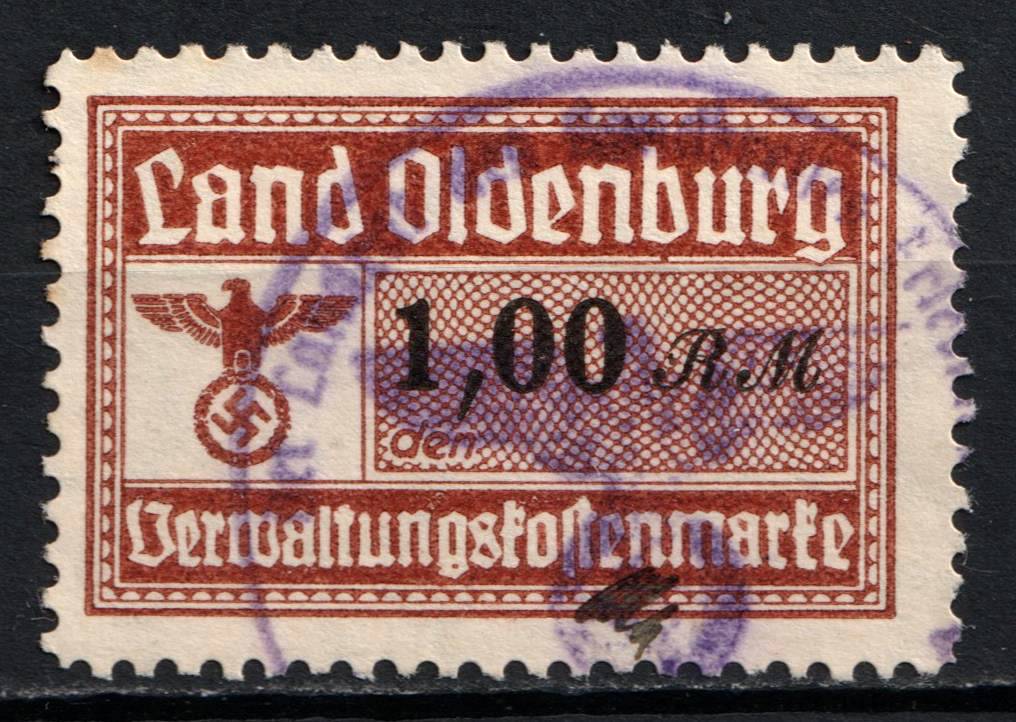 Land Oldenburg
1,00 RM
den
Verwaltungskostenmarke